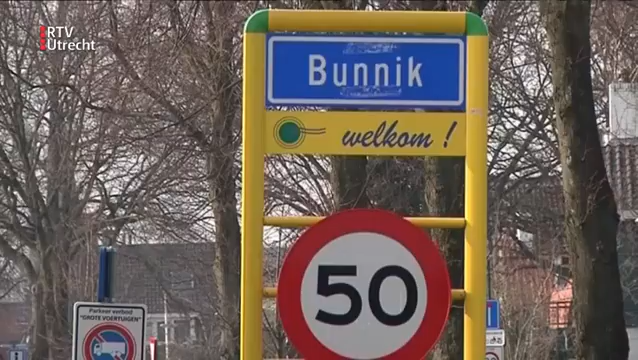 RTV
Utrecht
Bunnik
welkom !
50
Parkeer verbod
"GROTE VOERTUIGEN"